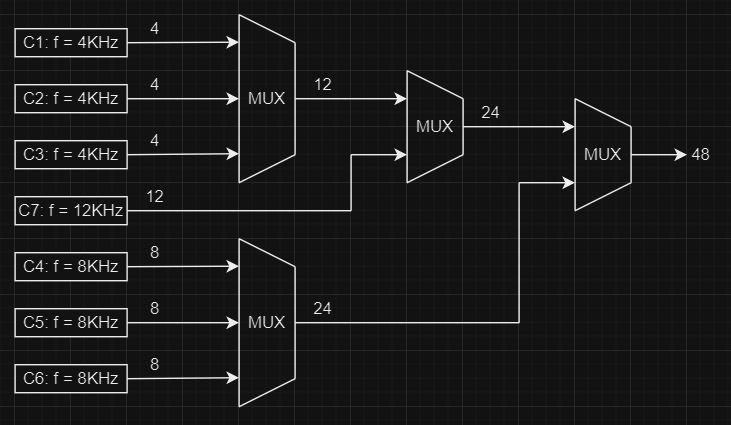 4
C1: f = 4KHz
4
C2: f = 4KHz
MUX
12
4
C3: f = 4KHz
MUX
24
MUX
48
12
C7: f = 12KHz
8
C4: f = 8KHz
8
C5: f = 8KHz
MUX
24
8
C6: f = 8KHz